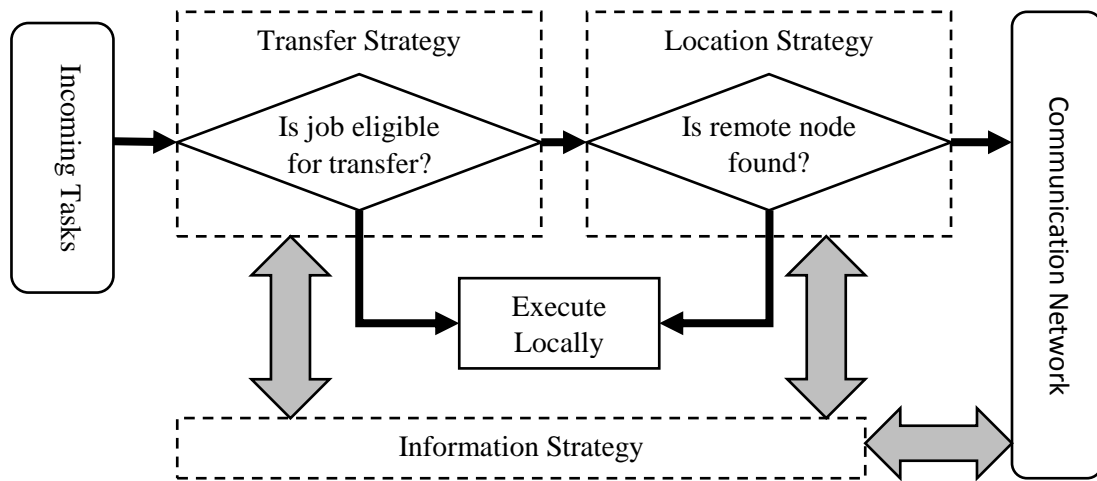 Incoming Tasks
Transfer Strategy
Is job eligible
for transfer?
Location Strategy
Is remote node
found?
Execute
Locally
Information Strategy
Communication Network